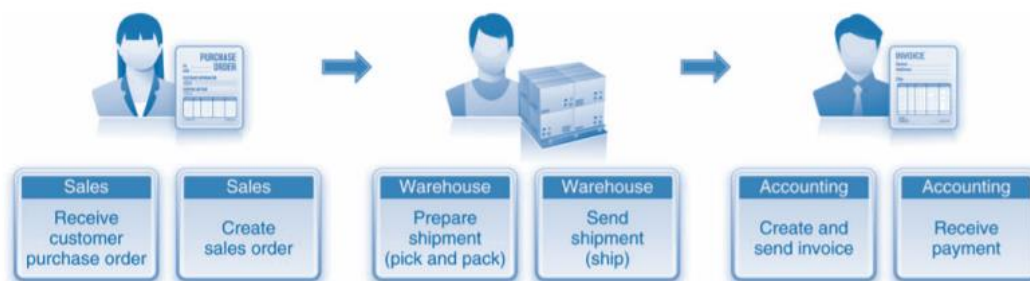 PURCHASE
ORDER
INVOICE
Sales
Receive
customer
purchase order
Sales
Create
sales order
Warehouse
Prepare
shipment
(pick and pack)
Warehouse
Send
shipment
(ship)
Accounting
Create and
send invoice
Accounting
Receive
payment